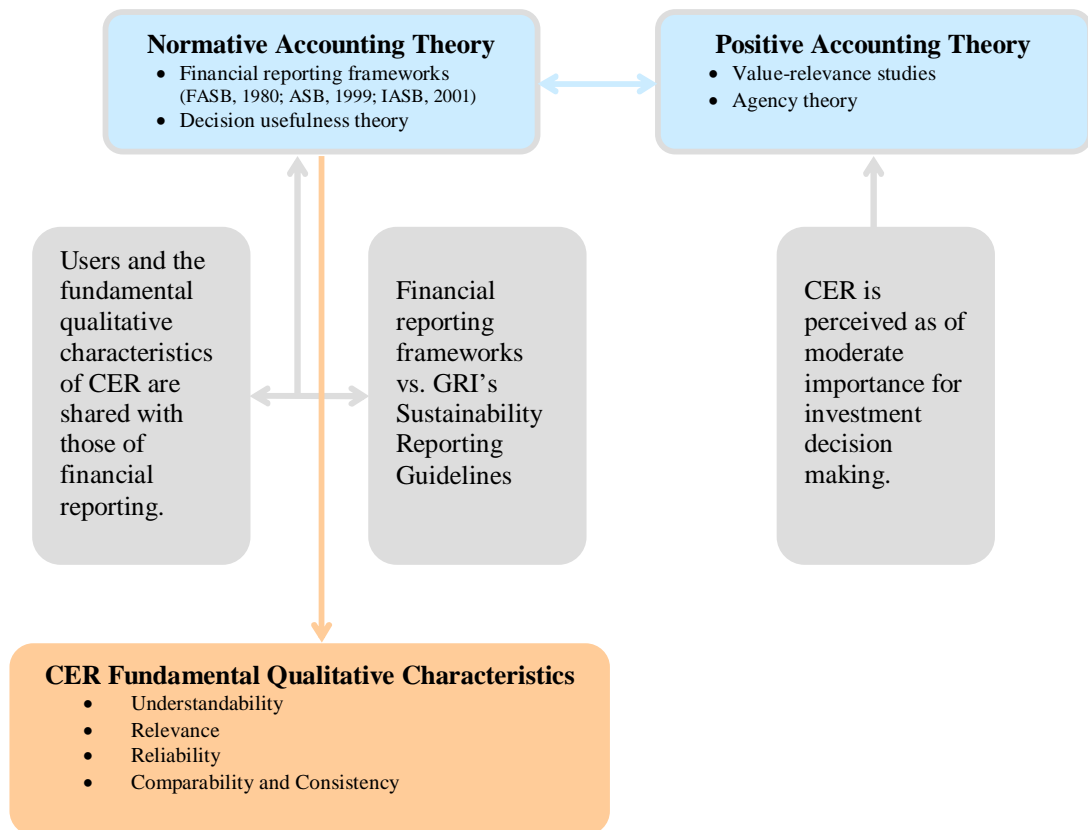 Normative Accounting Theory
• Financial reporting frameworks
(FASB, 1980; ASB, 1999; IASB, 2001)
• Decision usefulness theory
Positive Accounting Theory
• Value-relevance studies
• Agency theory
Users and the
fundamental
qualitative
characteristics
of CER are
shared with
those of
financial
reporting.
Financial
reporting
frameworks
vs. GRI’s
Sustainability
Reporting
Guidelines
CER is
perceived as of
moderate
importance for
investment
decision
making.
CER Fundamental Qualitative Characteristics
• Understandability
• Relevance
• Reliability
• Comparability and Consistency